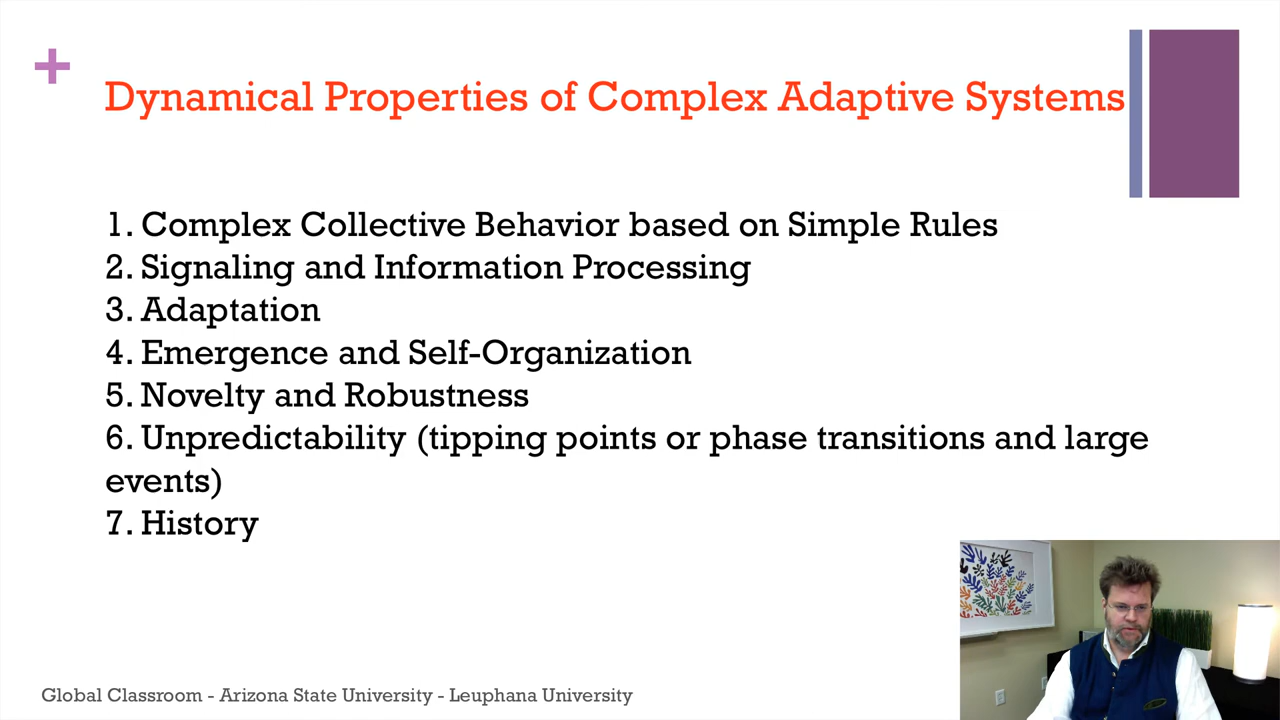 Dynamical Properties of Complex Adaptive Systems
1. Complex Collective Behavior based on Simple Rules
2. Signaling and Information Processing
3. Adaptation
4. Emergence and Self-Organization
5. Novelty and Robustness
6. Unpredictability (tipping points or phase transitions and large
events)
7. History
Global Classroom - Arizona State University - Leuphana University